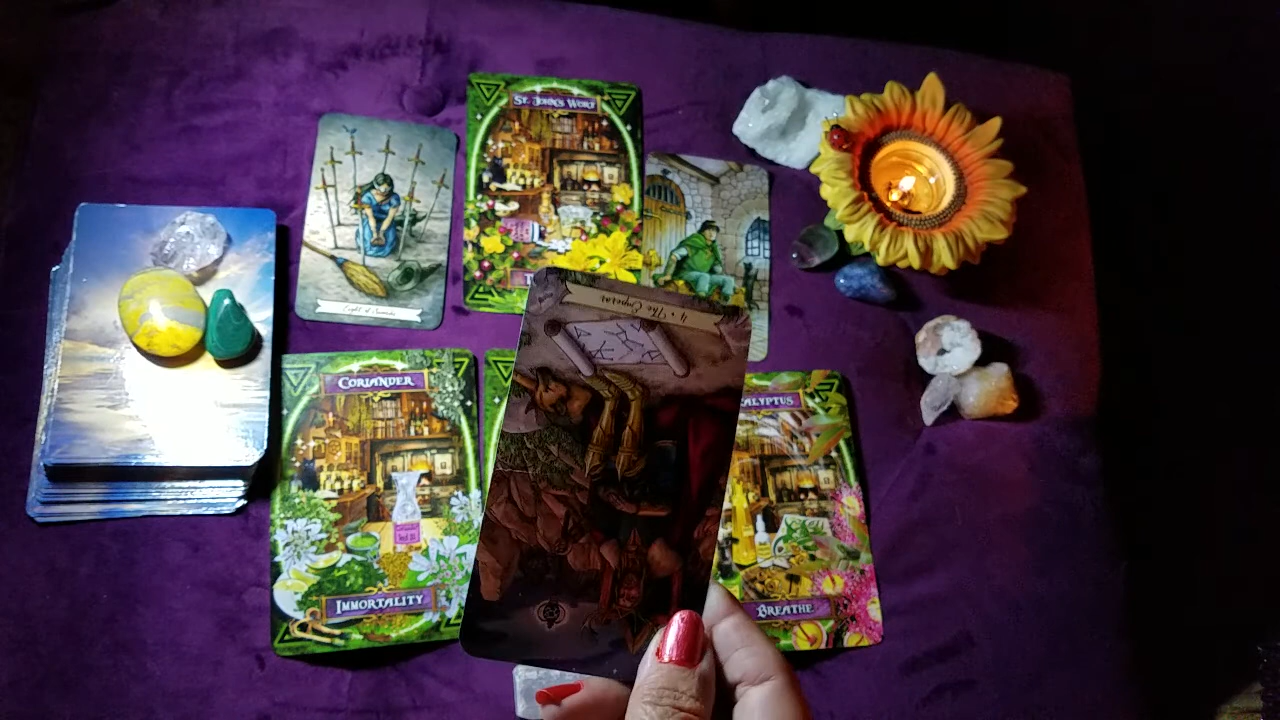 ST. JOHN'S WORT
Eight of Swords
4 • The Emperor
CORIANDER
IMMORTALITY
ALYPTUS
BREATHE